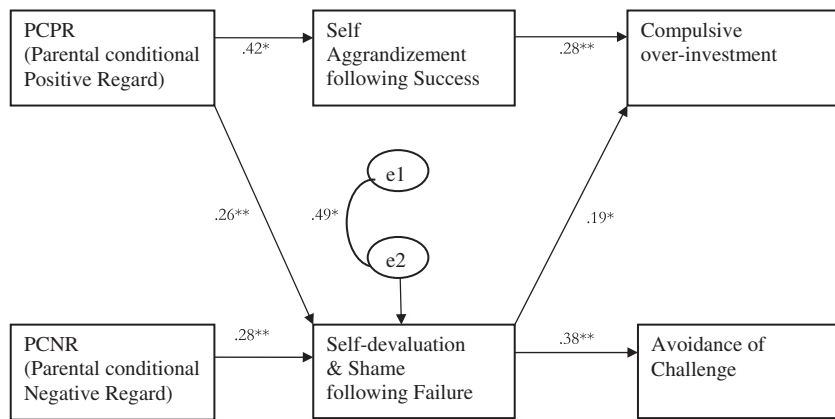 PCPR
(Parental conditional
Positive Regard)
.42*
Self
Aggrandizement
following Success
.28**
Compulsive
over-investment
e1
.26**
.49*
.19*
e2
PCNR
(Parental conditional
Negative Regard)
.28**
Self-devaluation
& Shame
following Failure
.38**
Avoidance of
Challenge